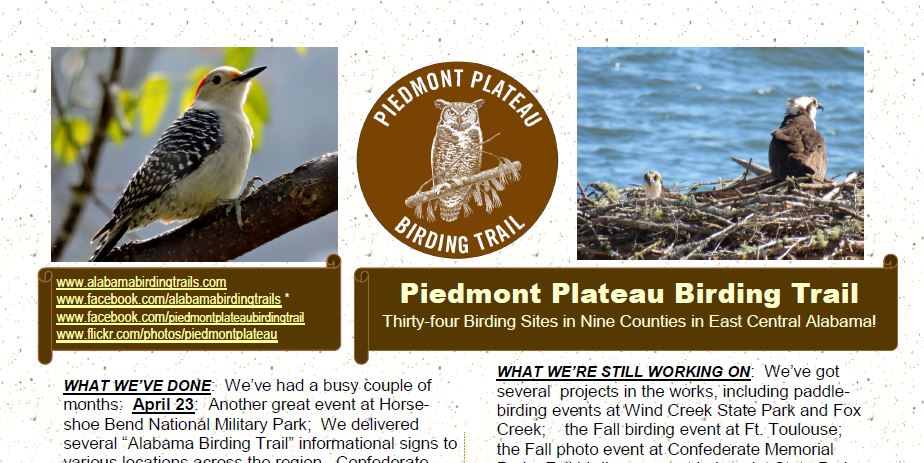 PIEDMONT PLATEAU
BIRDING TRAIL
www.alabamabirdingtrails.com
www.facebook.com/alabamabirdingtrails *
www.facebook.com/piedmontplateaubirdingtrail
www.flickr.com/photos/piedmontplateau
Piedmont Plateau Birding Trail
Thirty-four Birding Sites in Nine Counties in East Central Alabama!
WHAT WE'VE DONE: We've had a busy couple of
months: April 23: Another great event at Horse-
shoe Bend National Military Park; We delivered
several “Alabama Birding Trail” informational signs to
various locations across the region. Confederate
WHAT WE'RE STILL WORKING ON: We've got
several projects in the works, including paddle-
birding events at Wind Creek State Park and Fox
Creek; the Fall birding event at Ft. Toulouse;
the Fall photo event at Confederate Memorial